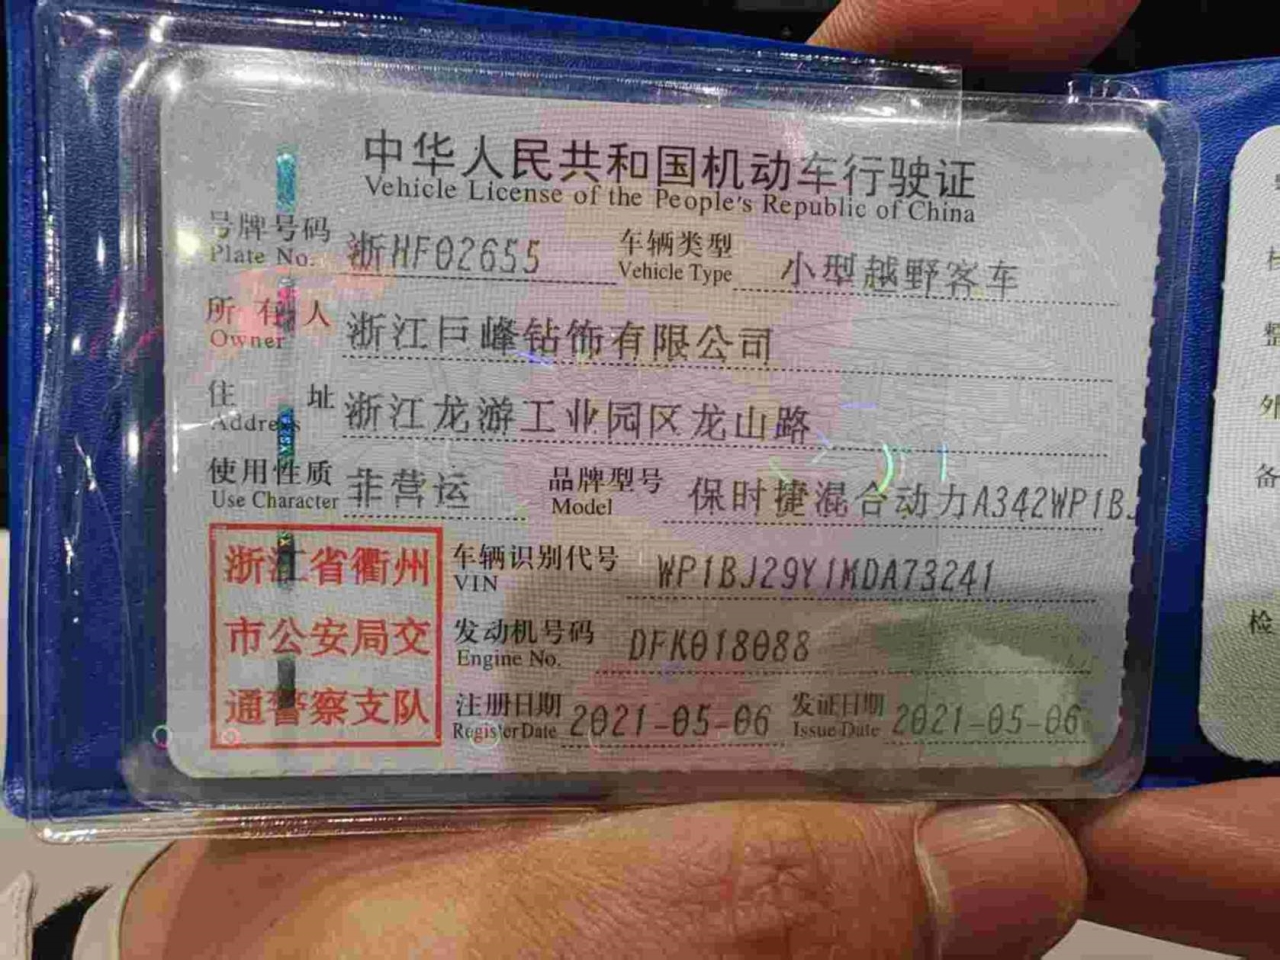 中华人民共和国机动车行驶证
Vehicle License of the People's Republic of China
号牌号码 浙HF02655 车辆类型 小型越野客车
Plate No. Vehicle Type
所有人 浙江巨峰钻饰有限公司
Owner
住址 浙江龙游工业园区龙山路
Address
使用性质 非营运 品牌型号 保时捷混合动力A342WP1BJ
Use Character Model
浙江省衢州
市公安局交
通警察支队
车辆识别代号 WP1BJ29Y1MDA73241
VIN
发动机号码 DFK018088
Engine No.
注册日期 2021-05-06 发证日期 2021-05-06
Register Date Issue Date
整
外
备
检